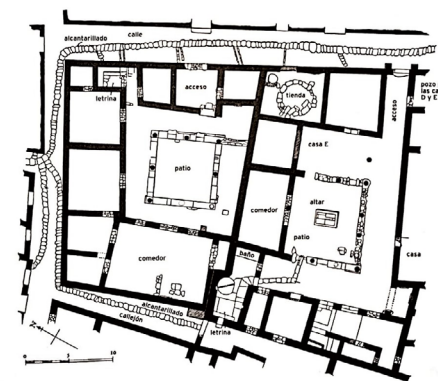 alcantarillado
calle
letrina
acceso
tienda
acceso
pozo
las ca
D y E
casa E
patio
comedor
altar
patio
comedor
baño
casa
alcantarillado
callejón
letrina
N
0 5 10